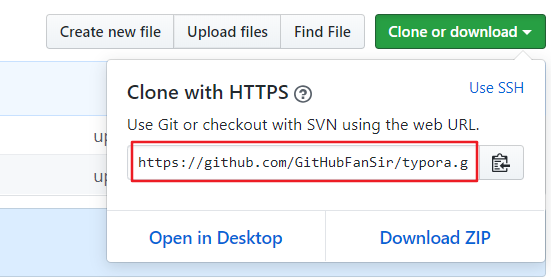 Create new file Upload files Find File Clone or download
Clone with HTTPS ? Use SSH
Use Git or checkout with SVN using the web URL.
https://github.com/GitHubFanSir/typora.g
up
up
Open in Desktop Download ZIP